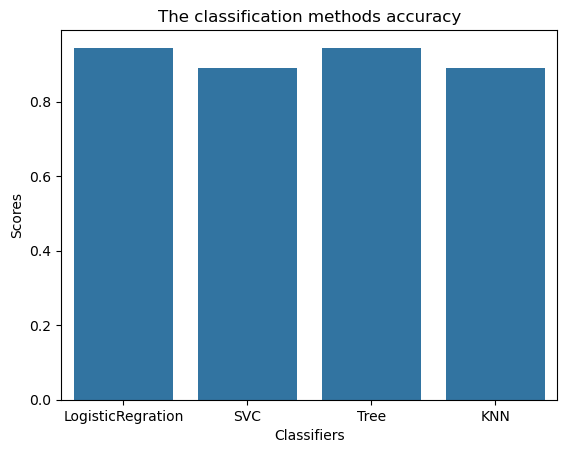 The classification methods accuracy
Scores
0.8
0.6
0.4
0.2
0.0
LogisticRegration SVC Tree KNN
Classifiers